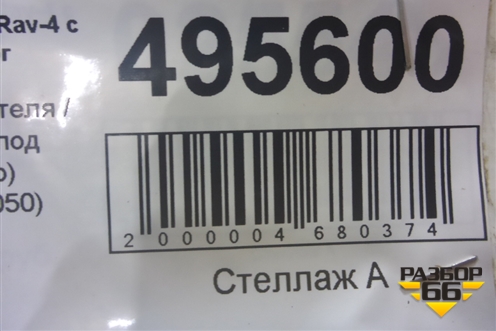 Rav-4 с
495600
теля /
под
050)
2 000004 680374
Стеллаж А
РАЗБОР
66